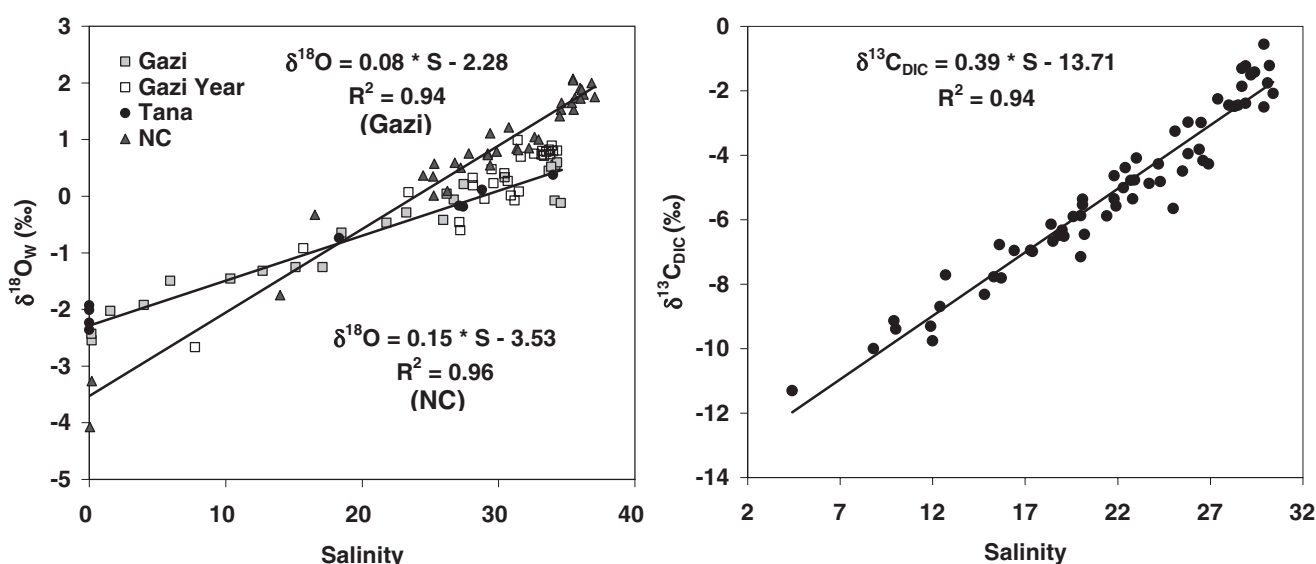 3
2
1
0
-1
-2
-3
-4
-5
δ¹⁸O_W (‰)
Gazi
Gazi Year
Tana
NC
δ¹⁸O = 0.08 * S - 2.28
R² = 0.94
(Gazi)
δ¹⁸O = 0.15 * S - 3.53
R² = 0.96
(NC)
0 10 20 30 40
Salinity
0
-2
-4
-6
-8
-10
-12
-14
δ¹³C_DIC (‰)
δ¹³C_DIC = 0.39 * S - 13.71
R² = 0.94
2 7 12 17 22 27 32
Salinity